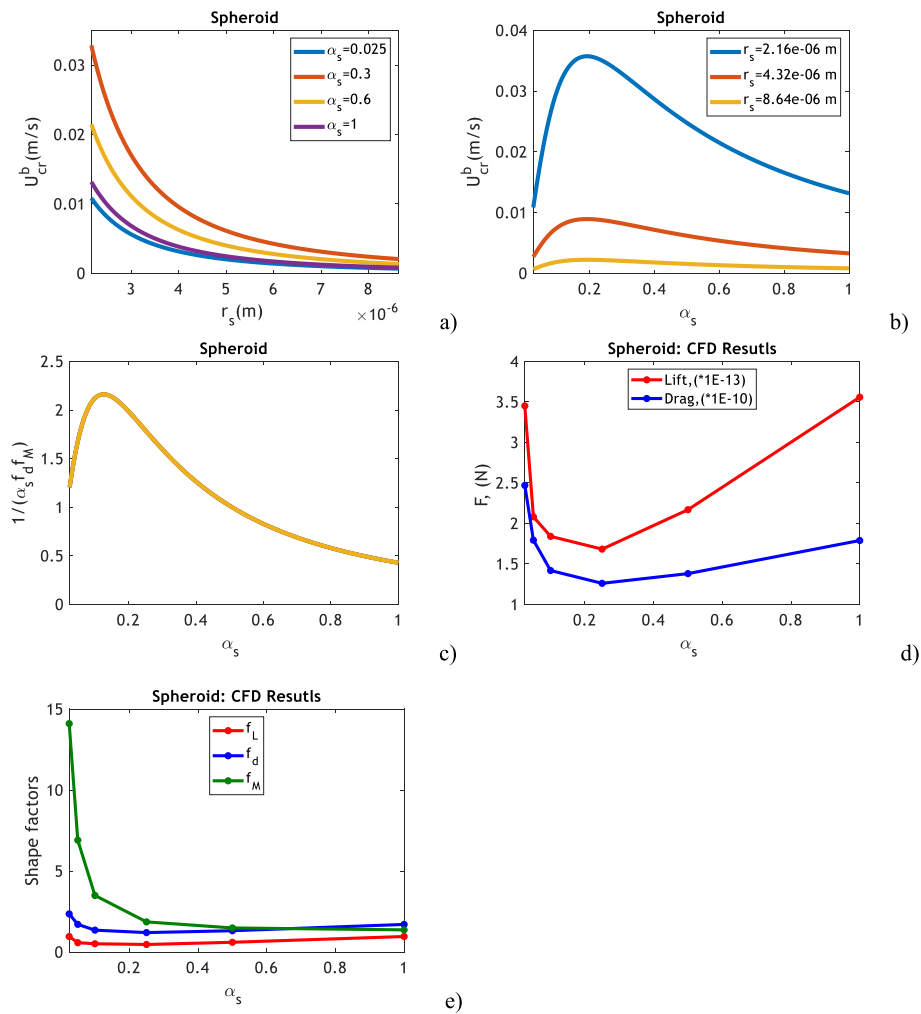 Spheroid
U_cr^b(m/s)
0.03
0.02
0.01
0
α_s=0.025
α_s=0.3
α_s=0.6
α_s=1
3 4 5 6 7 8
r_s(m)
×10^-6
a)
Spheroid
U_cr^b(m/s)
0.04
0.03
0.02
0.01
0
r_s=2.16e-06 m
r_s=4.32e-06 m
r_s=8.64e-06 m
0.2 0.4 0.6 0.8 1
α_s
b)
Spheroid
1/(α_s f_d f_M)
2.5
2
1.5
1
0.5
0
0.2 0.4 0.6 0.8 1
α_s
c)
Spheroid: CFD Resutls
F, (N)
4
3.5
3
2.5
2
1.5
1
Lift,(*1E-13)
Drag,(*1E-10)
0.2 0.4 0.6 0.8 1
α_s
d)
Spheroid: CFD Resutls
Shape factors
15
10
5
0
f_L
f_d
f_M
0.2 0.4 0.6 0.8 1
α_s
e)